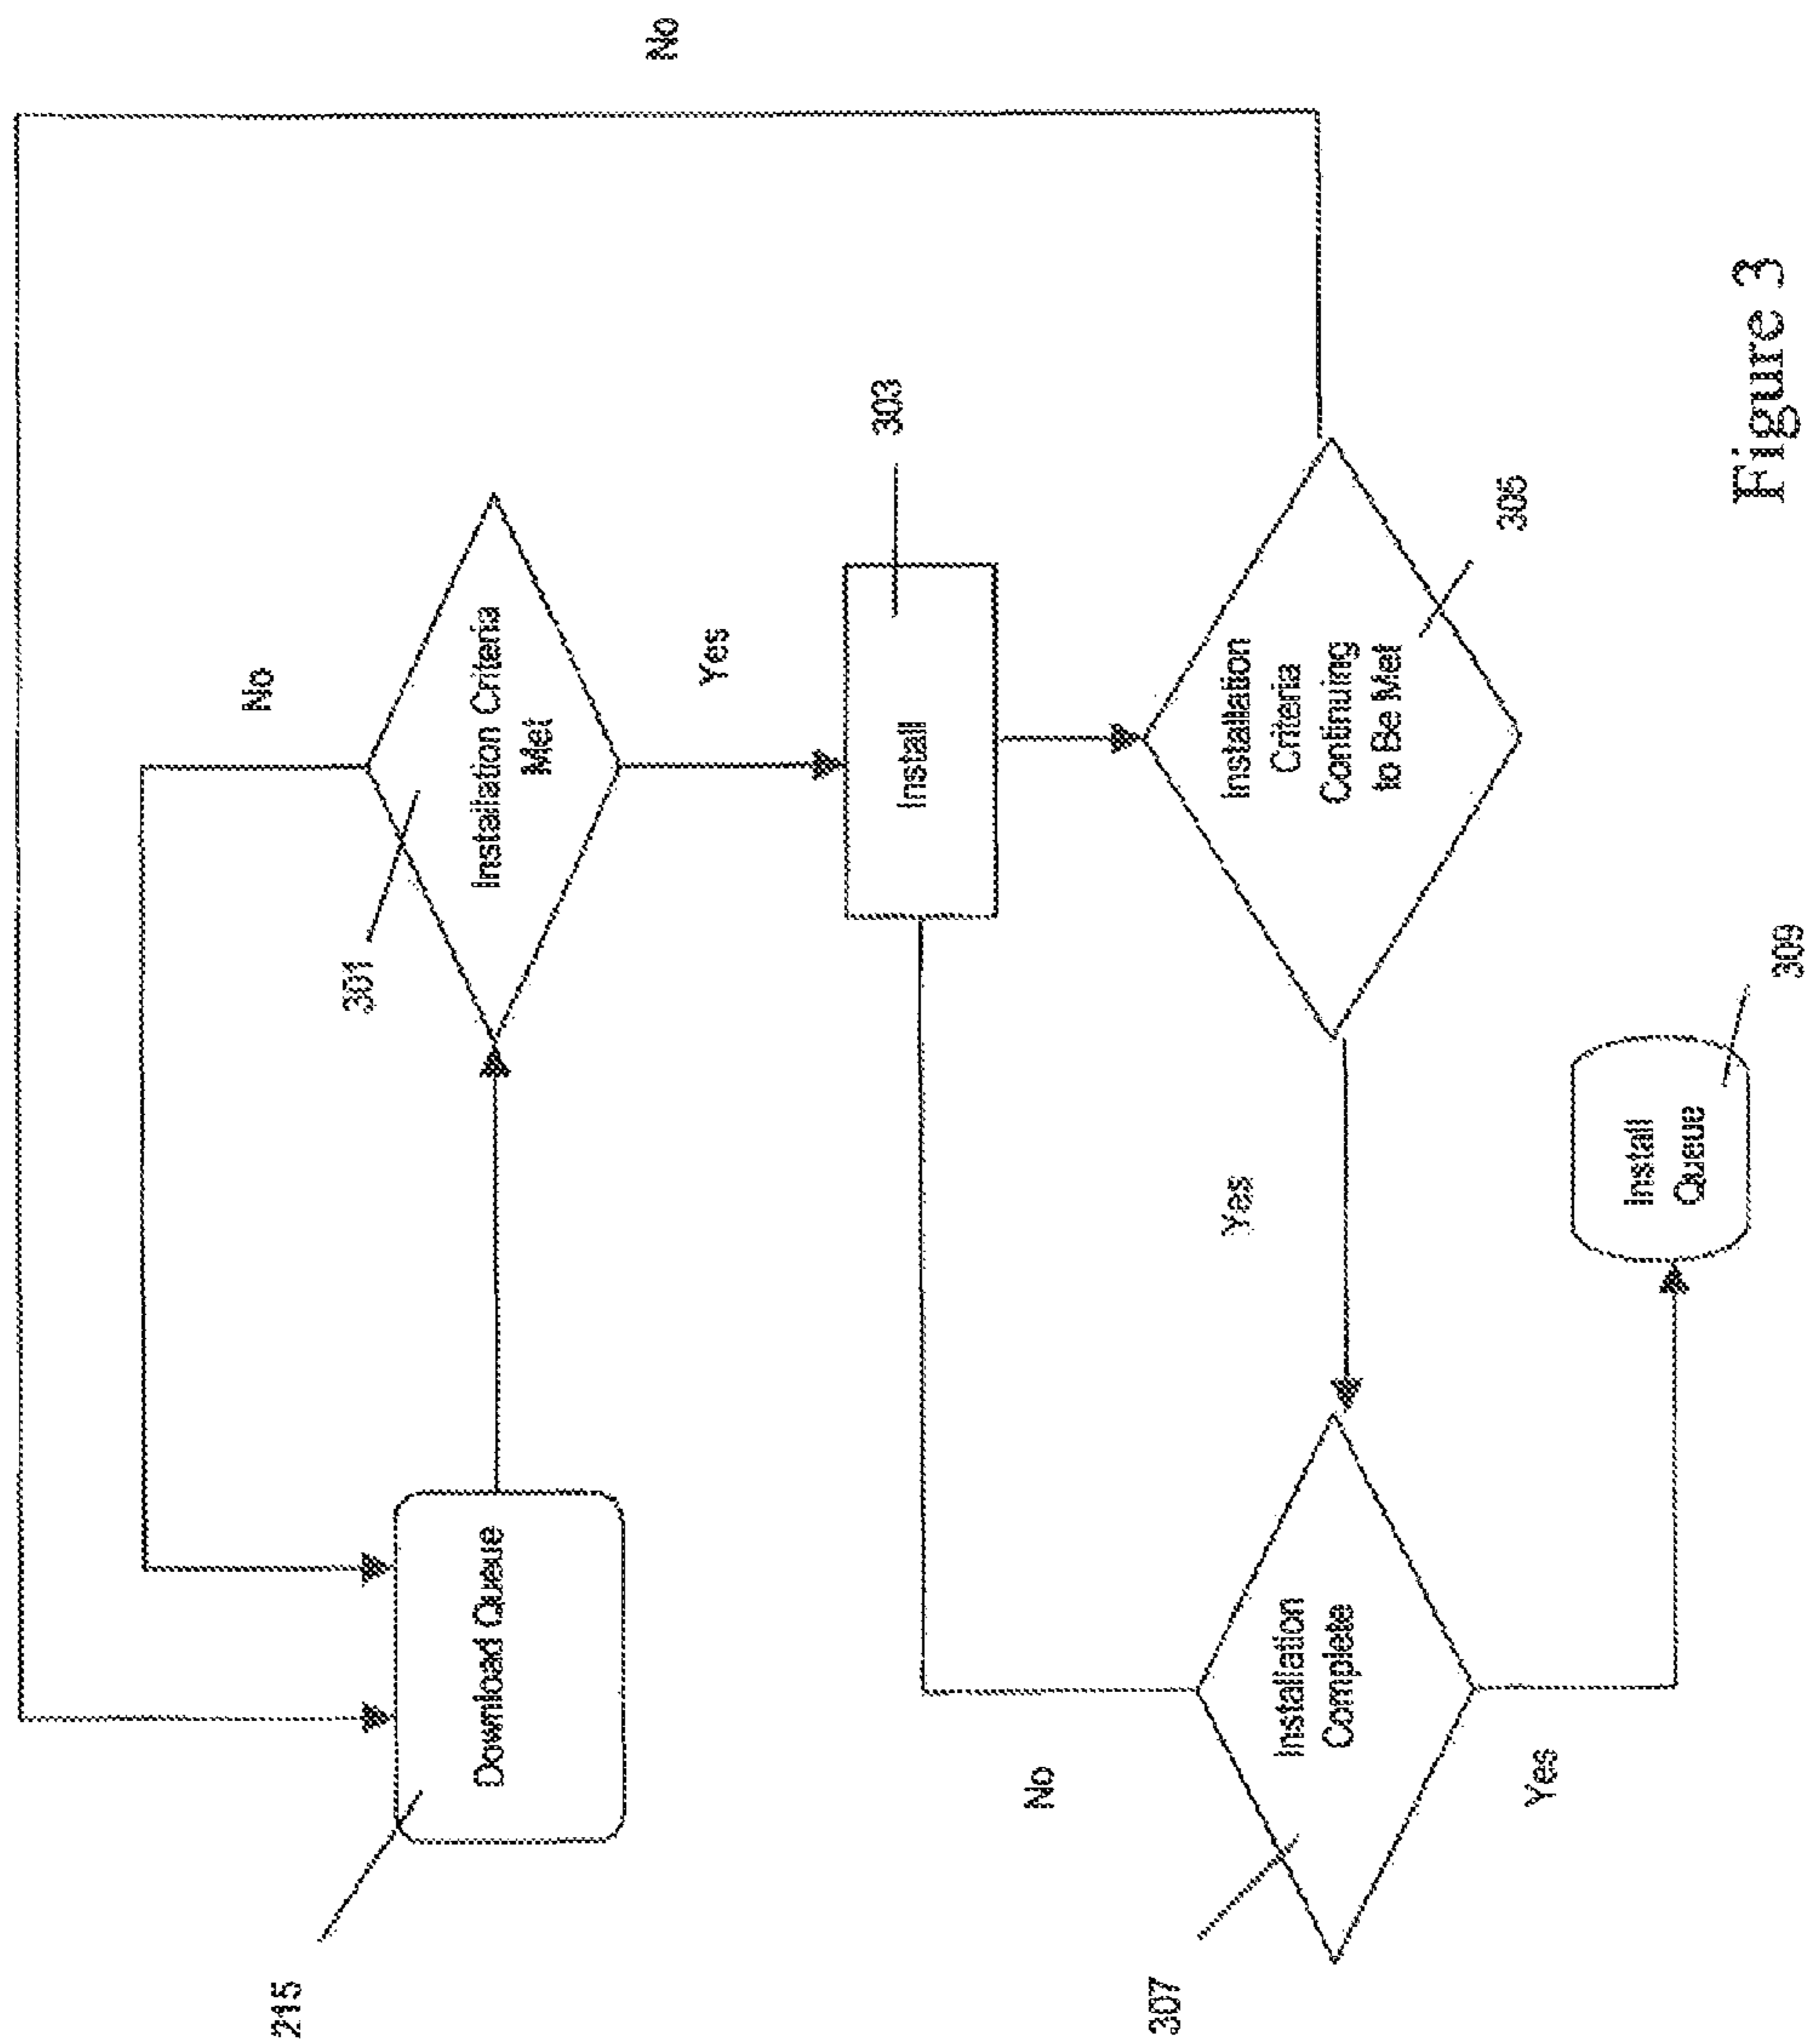 No
No
301
Installation Criteria
Met
215
Download Queue
Yes
303
Install
Installation
Criteria
Continuing
to Be Met
305
Yes
No
307
Installation
Complete
Yes
Install
Queue
309
Figure 3